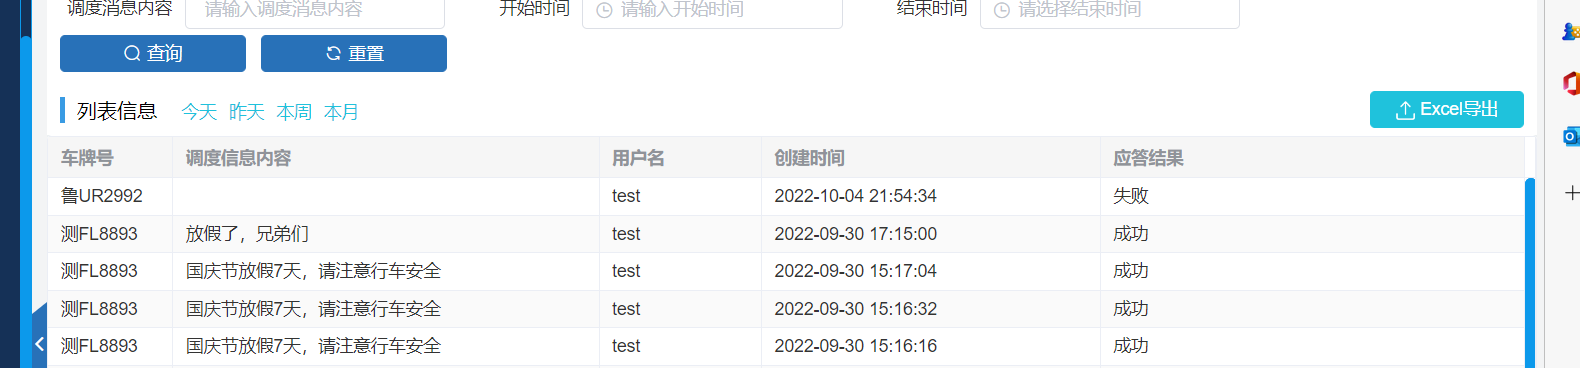 调度消息内容 请输入调度消息内容 开始时间 请输入开始时间 结束时间 请选择结束时间
查询 重置
列表信息 今天 昨天 本周 本月 Excel导出
车牌号 调度信息内容 用户名 创建时间 应答结果
鲁UR2992 test 2022-10-04 21:54:34 失败
测FL8893 放假了，兄弟们 test 2022-09-30 17:15:00 成功
测FL8893 国庆节放假7天，请注意行车安全 test 2022-09-30 15:17:04 成功
测FL8893 国庆节放假7天，请注意行车安全 test 2022-09-30 15:16:32 成功
测FL8893 国庆节放假7天，请注意行车安全 test 2022-09-30 15:16:16 成功